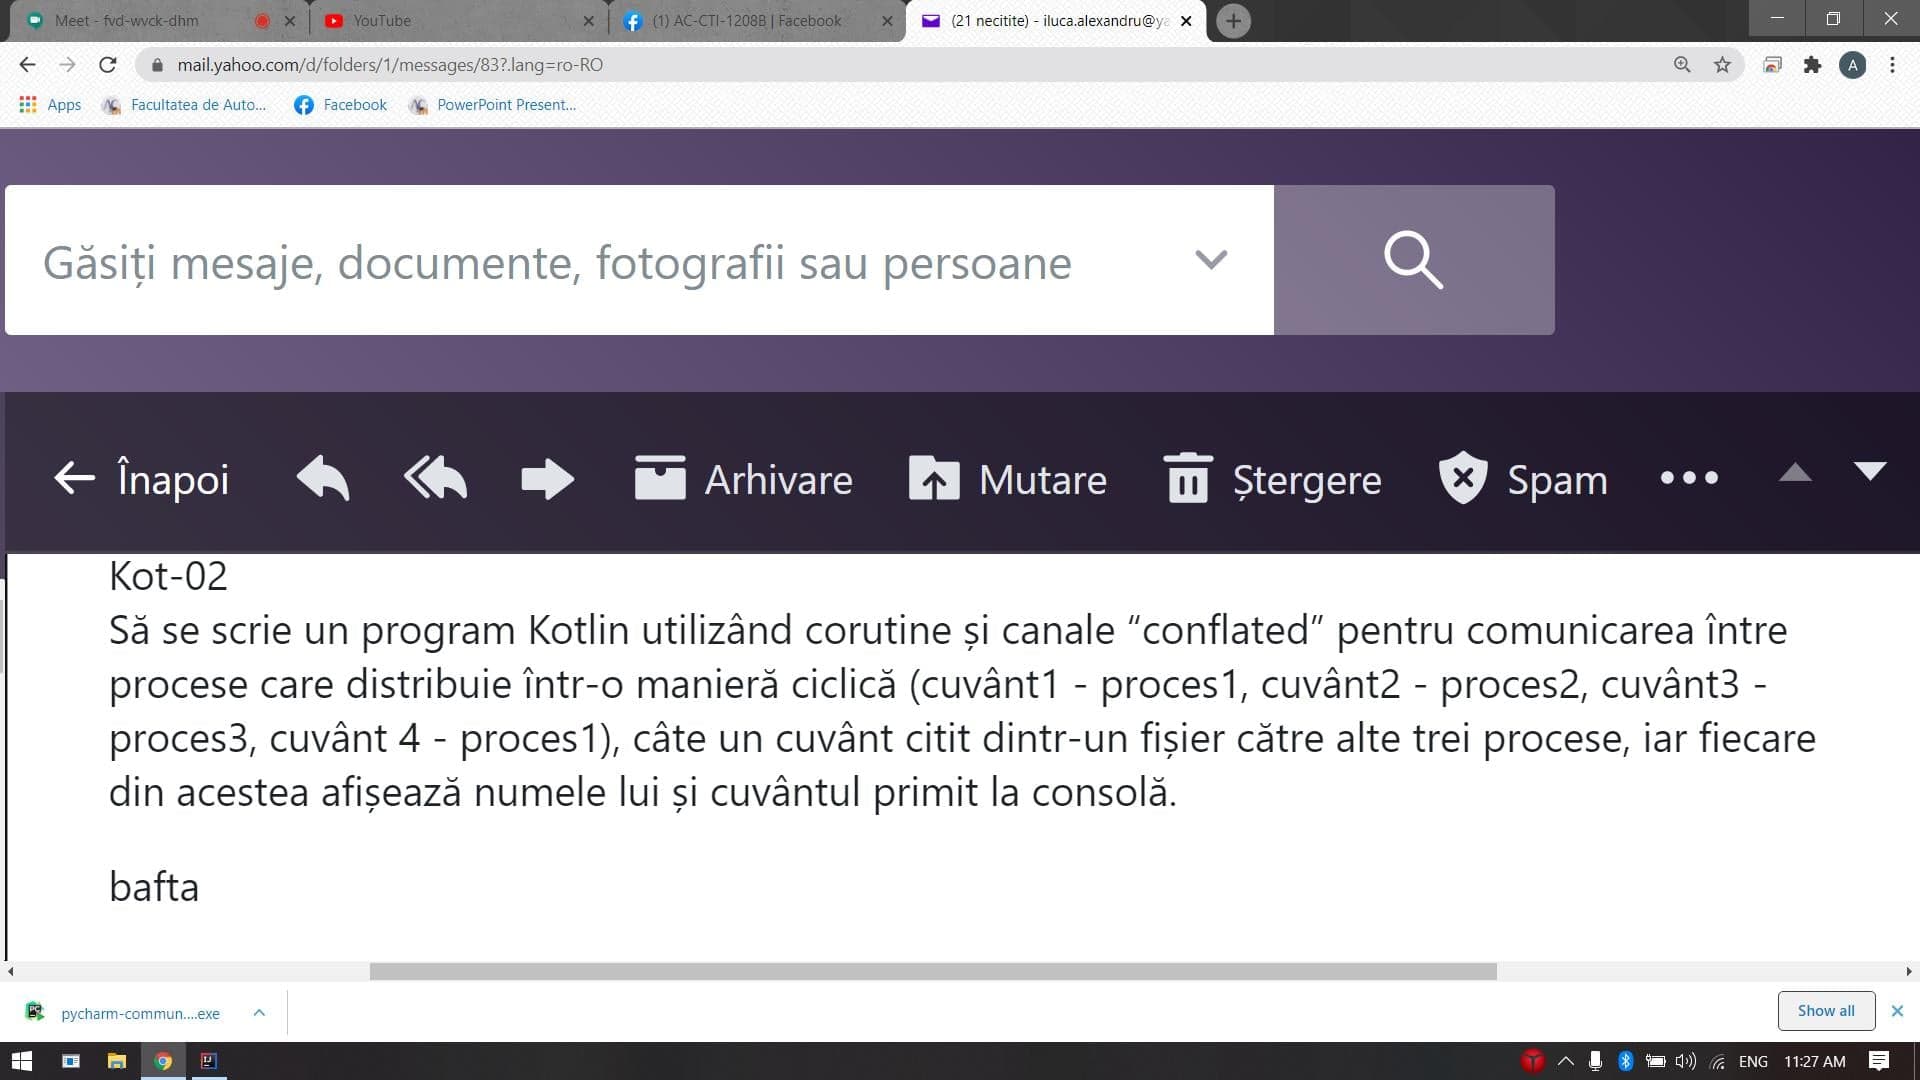 Meet - fvd-wvck-dhm
YouTube
(1) AC-CTI-1208B | Facebook
(21 necitite) - iluca.alexandru@ya
mail.yahoo.com/d/folders/1/messages/83?.lang=ro-RO
A
Apps
Facultatea de Auto...
Facebook
PowerPoint Present...
Găsiți mesaje, documente, fotografii sau persoane
Înapoi
Arhivare
Mutare
Ștergere
Spam
Kot-02
Să se scrie un program Kotlin utilizând corutine și canale “conflated” pentru comunicarea între
procese care distribuie într-o manieră ciclică (cuvânt1 - proces1, cuvânt2 - proces2, cuvânt3 -
proces3, cuvânt 4 - proces1), câte un cuvânt citit dintr-un fișier către alte trei procese, iar fiecare
din acestea afișează numele lui și cuvântul primit la consolă.
bafta
pycharm-commun....exe
Show all
ENG
11:27 AM